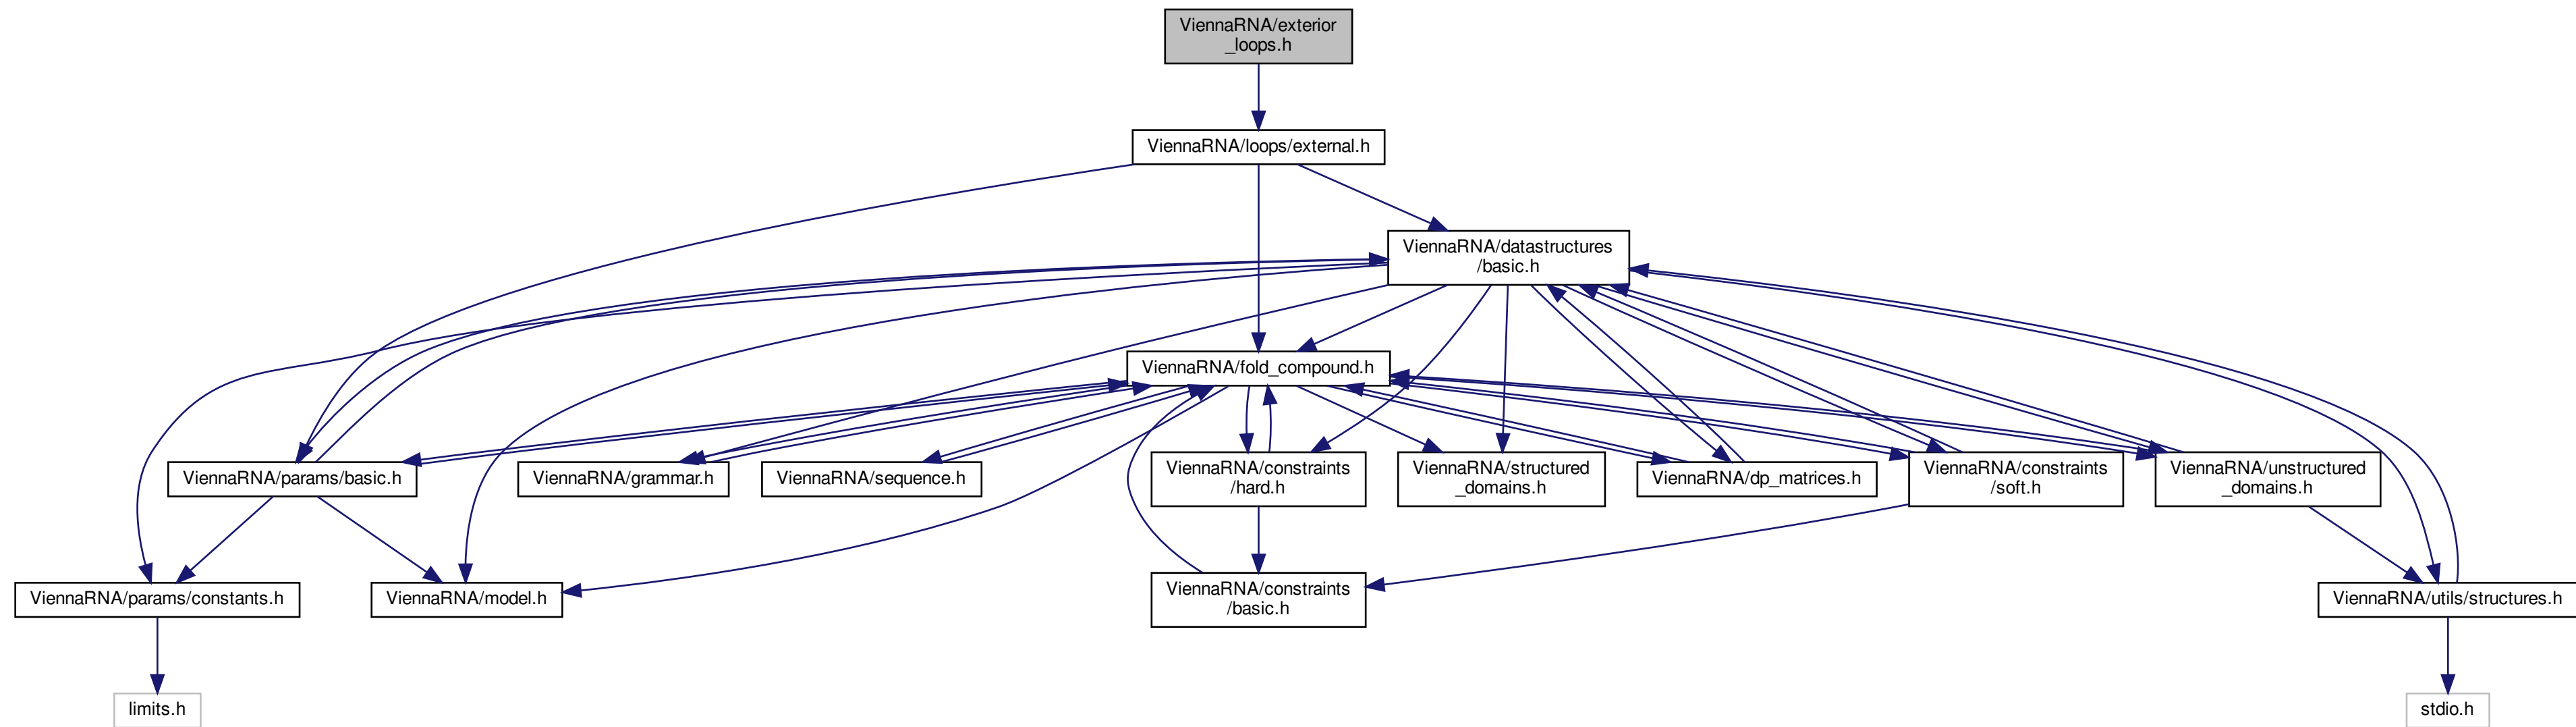 ViennaRNA/exterior
_loops.h
ViennaRNA/loops/external.h
ViennaRNA/datastructures
/basic.h
ViennaRNA/fold_compound.h
ViennaRNA/params/basic.h
ViennaRNA/grammar.h
ViennaRNA/sequence.h
ViennaRNA/constraints
/hard.h
ViennaRNA/structured
_domains.h
ViennaRNA/dp_matrices.h
ViennaRNA/constraints
/soft.h
ViennaRNA/unstructured
_domains.h
ViennaRNA/params/constants.h
ViennaRNA/model.h
ViennaRNA/constraints
/basic.h
ViennaRNA/utils/structures.h
limits.h
stdio.h